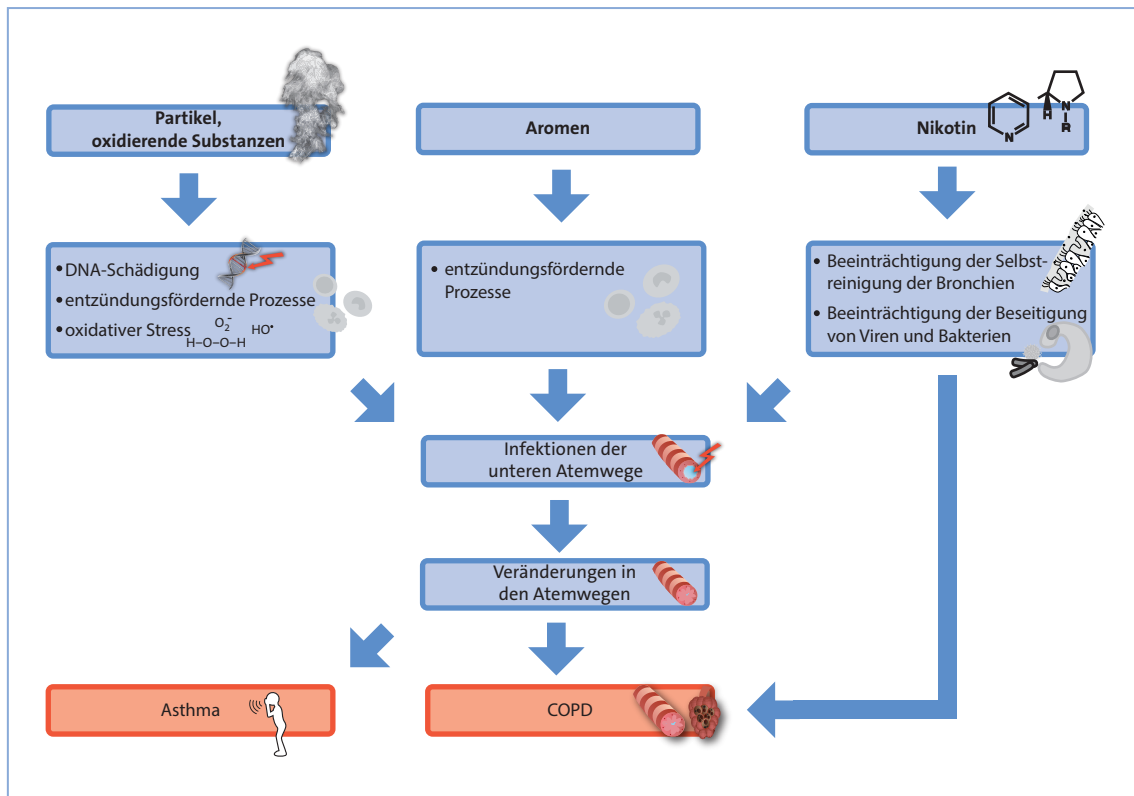 Partikel,
oxidierende Substanzen
Aromen
Nikotin
N
H
N
R
•DNA-Schädigung
•entzündungsfördernde Prozesse
•oxidativer Stress
O₂⁻
HO•
H–O–O–H
• entzündungsfördernde
Prozesse
• Beeinträchtigung der Selbst-
reinigung der Bronchien
• Beeinträchtigung der Beseitigung
von Viren und Bakterien
Infektionen der
unteren Atemwege
Veränderungen in
den Atemwegen
Asthma
COPD